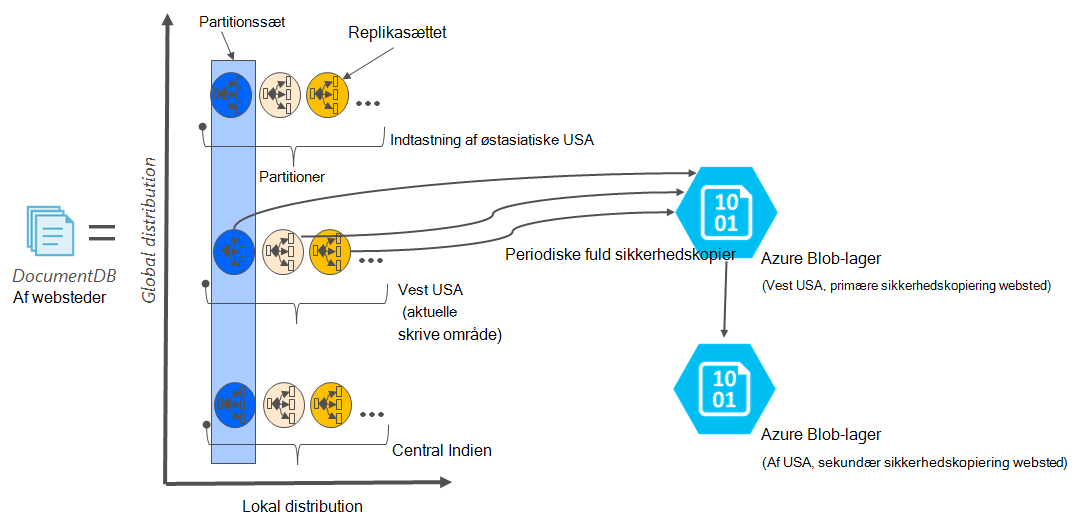 Partitionssæt
Replikasættet
Indtastning af østasiatiske USA
Partitioner
Global distribution
DocumentDB
Af websteder
Periodiske fuld sikkerhedskopier
10
01
Azure Blob-lager
(Vest USA, primære sikkerhedskopiering websted)
Vest USA
(aktuelle
skrive område)
10
01
Azure Blob-lager
(Af USA, sekundær sikkerhedskopiering websted)
Central Indien
Lokal distribution